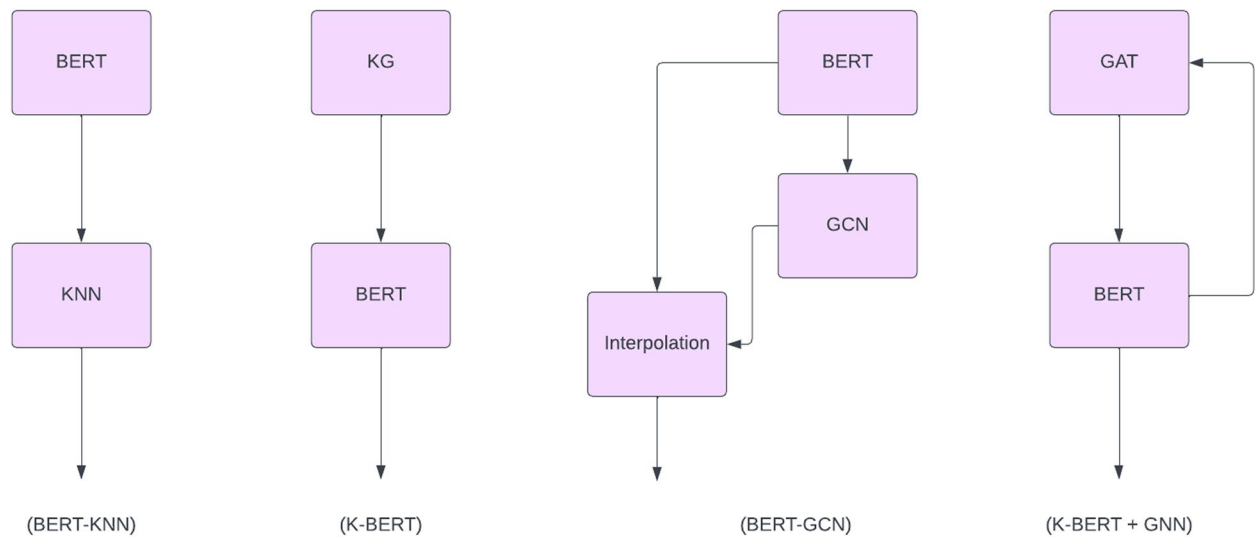 BERT
KG
BERT
GAT
GCN
KNN
BERT
BERT
Interpolation
(BERT-KNN)
(K-BERT)
(BERT-GCN)
(K-BERT + GNN)